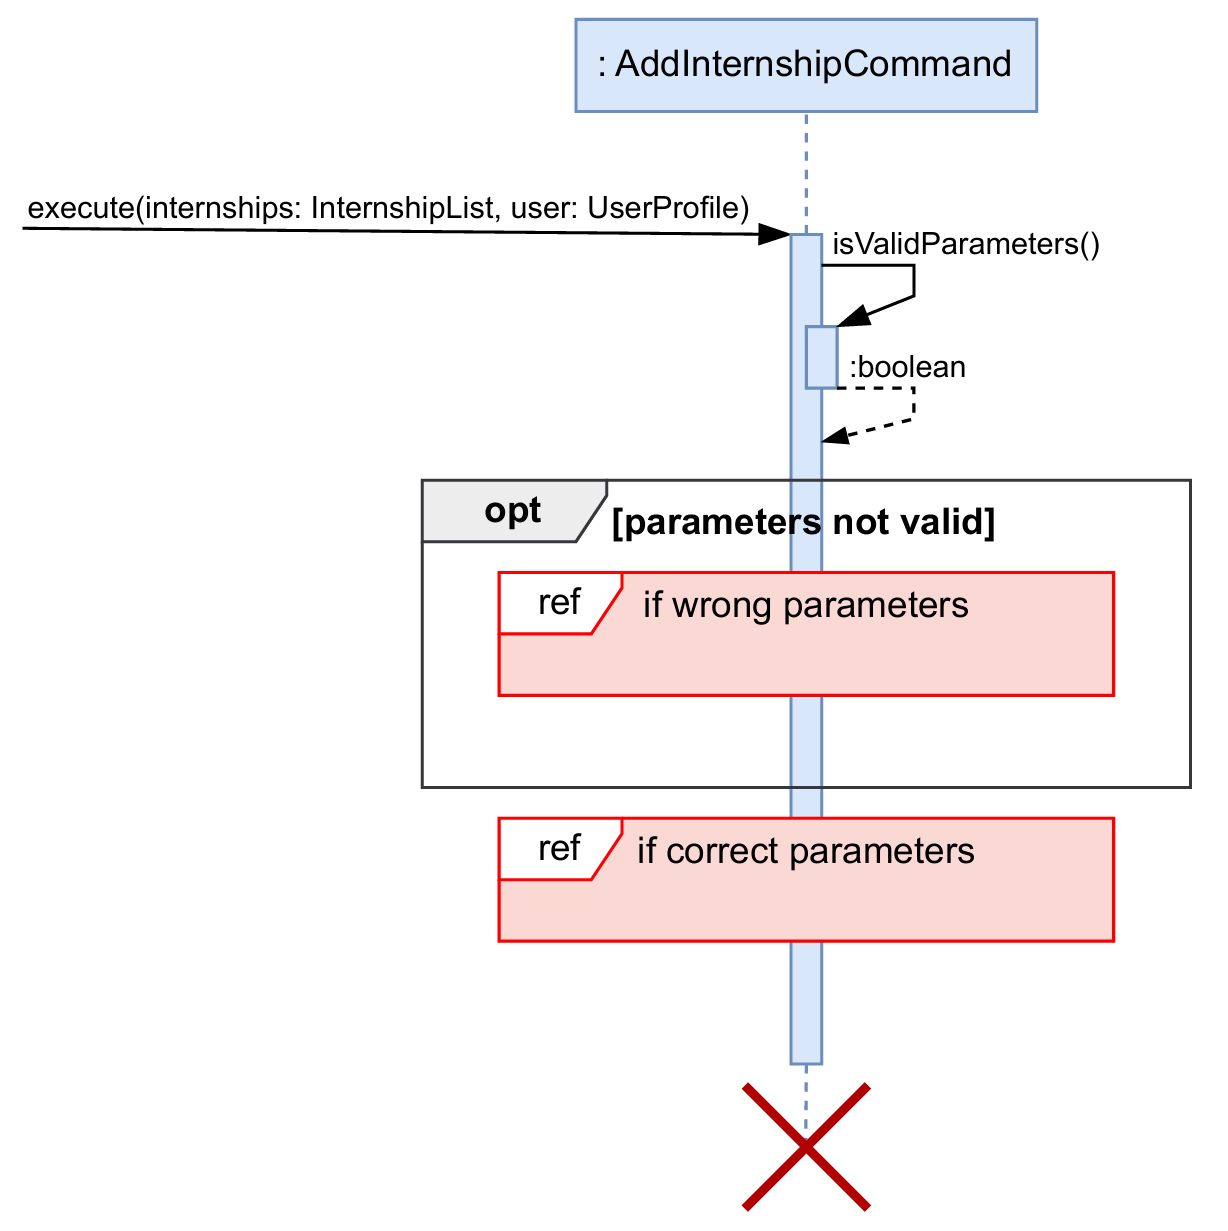 : AddInternshipCommand
execute(internships: InternshipList, user: UserProfile)
isValidParameters()
:boolean
opt
[parameters not valid]
ref
if wrong parameters
ref
if correct parameters